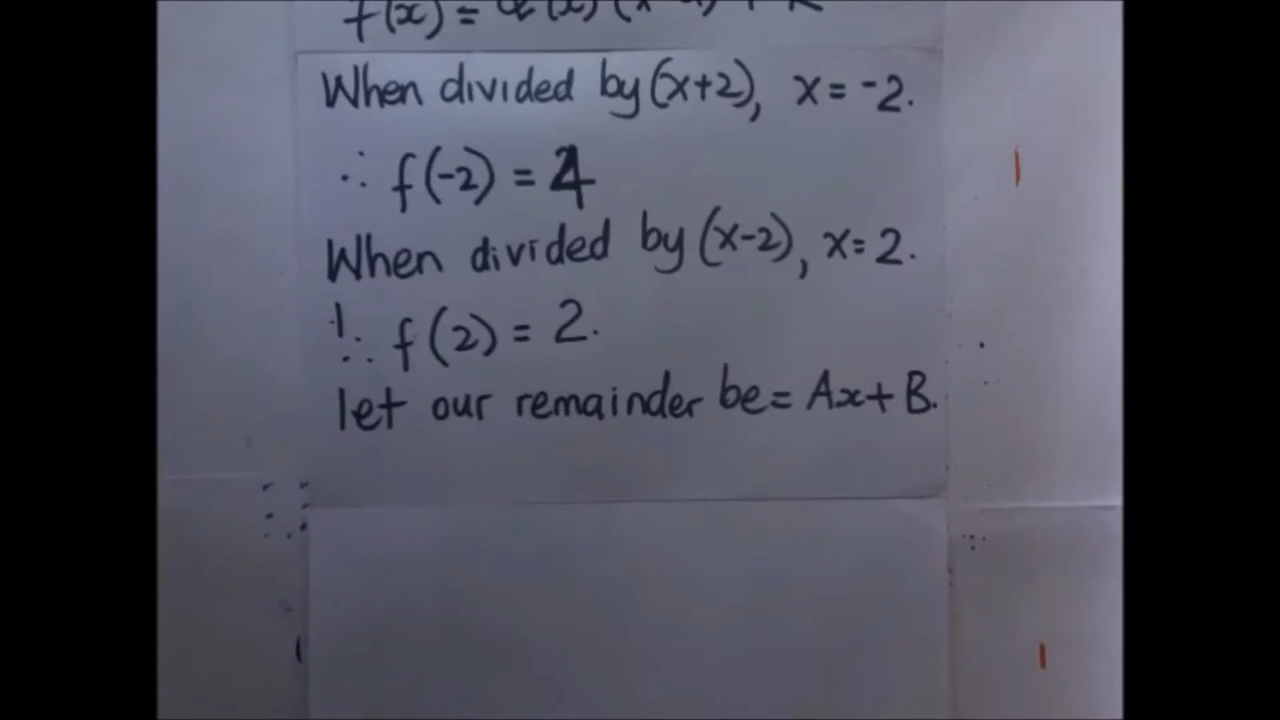 f(x) =
When divided by (x+2), x = -2.
∴ f(-2) = 4
When divided by (x-2), x = 2.
∴ f(2) = 2.
let our remainder be = Ax + B.